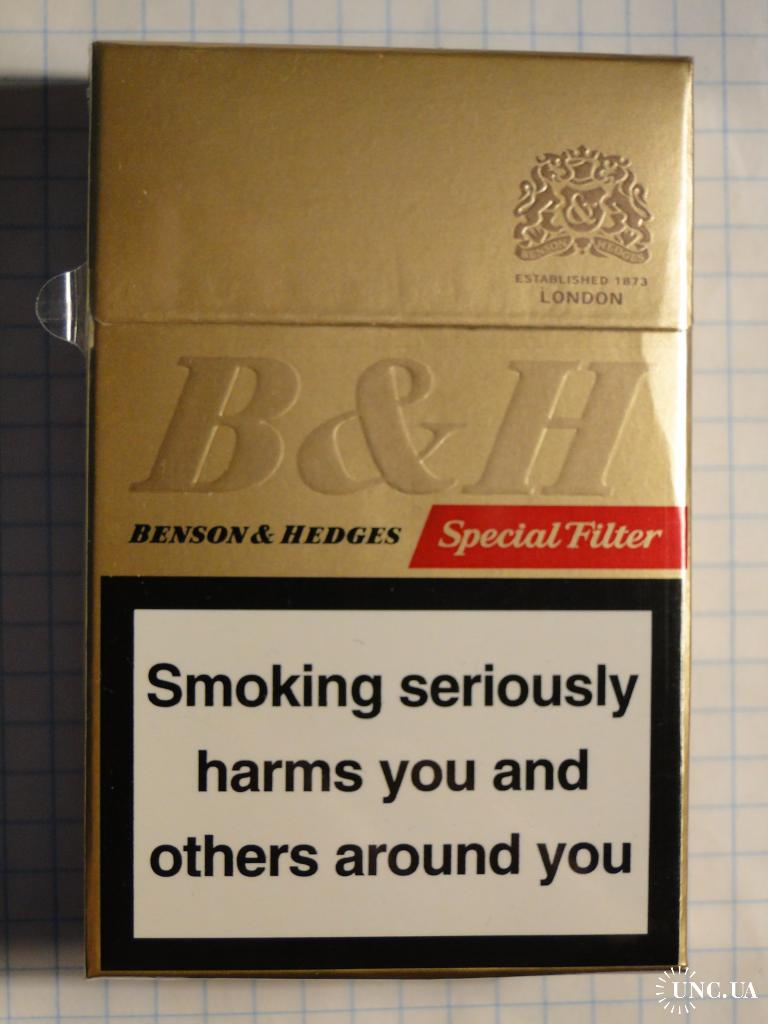 &
BENSON HEDGES
ESTABLISHED 1873
LONDON
B&H
BENSON & HEDGES Special Filter
Smoking seriously
harms you and
others around you
UNC.UA